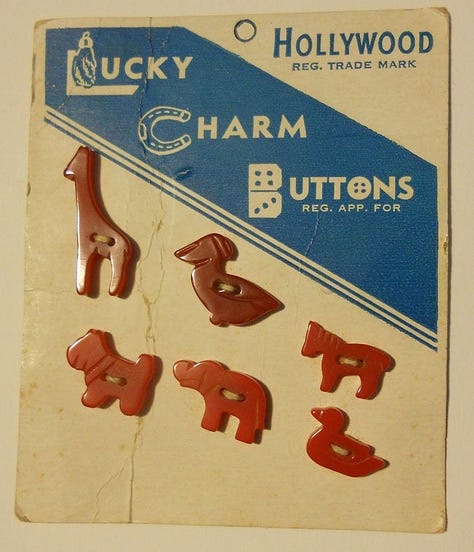 HOLLYWOOD
REG. TRADE MARK
LUCKY
CHARM
BUTTONS
REG. APP. FOR